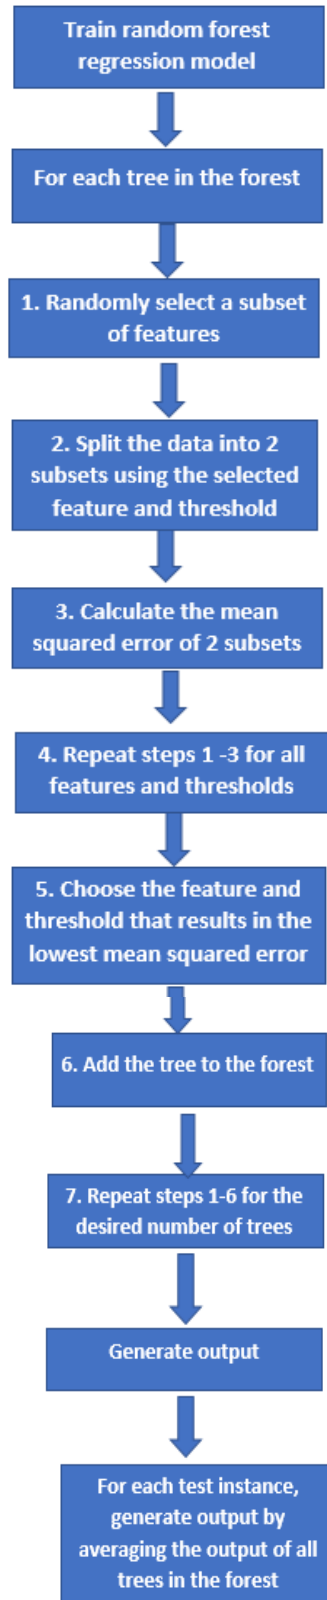 Train random forest
regression model
For each tree in the forest
1. Randomly select a subset
of features
2. Split the data into 2
subsets using the selected
feature and threshold
3. Calculate the mean
squared error of 2 subsets
4. Repeat steps 1 -3 for all
features and thresholds
5. Choose the feature and
threshold that results in the
lowest mean squared error
6. Add the tree to the forest
7. Repeat steps 1-6 for the
desired number of trees
Generate output
For each test instance,
generate output by
averaging the output of all
trees in the forest